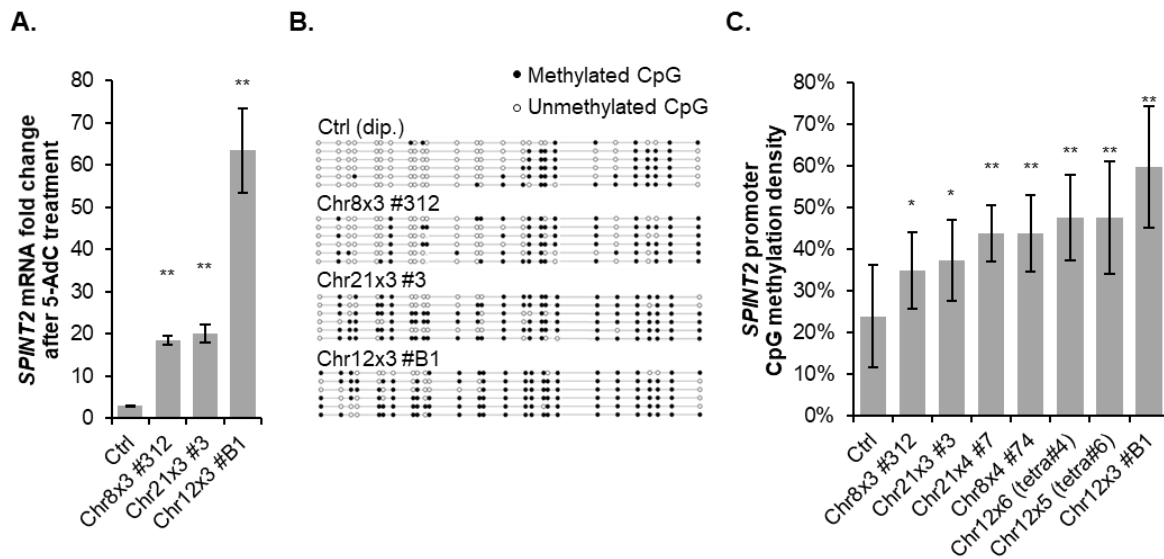 A.
SPINT2 mRNA fold change
after 5-AdC treatment
80
70
60
50
40
30
20
10
0
**
**
**
Ctrl
Chr8x3 #312
Chr21x3 #3
Chr12x3 #B1
B.
Methylated CpG
Unmethylated CpG
Ctrl (dip.)
Chr8x3 #312
Chr21x3 #3
Chr12x3 #B1
C.
SPINT2 promoter
CpG methylation density
80%
70%
60%
50%
40%
30%
20%
10%
0%
*
*
**
**
**
**
**
Ctrl
Chr8x3 #312
Chr21x3 #3
Chr21x4 #7
Chr8x4 #74
Chr12x6 (tetra#4)
Chr12x5 (tetra#6)
Chr12x3 #B1